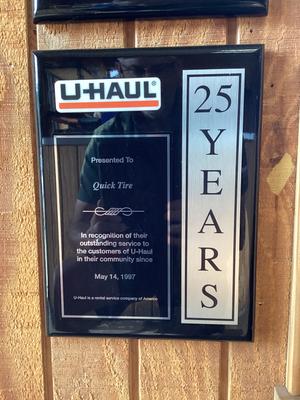 U-HAUL
Presented To
Quick Tire
In recognition of their
outstanding service to
the customers of U-Haul
in their community since
May 14, 1997
U-Haul is a rental service company of America
25
YEARS